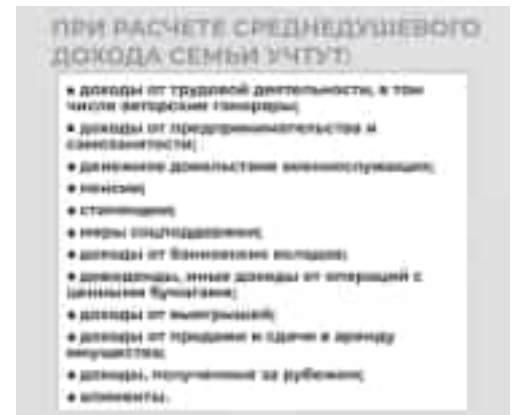 ПРИ РАСЧЕТЕ СРЕДНЕДУШЕВОГО
ДОХОДА СЕМЬИ УЧТУТ:
• доходы от трудовой деятельности, в том
числе авторские гонорары;
• доходы от предпринимательства и
самозанятости;
• денежное довольствие военнослужащих;
• пенсии;
• стипендии;
• меры соцподдержки;
• доходы от банковских вкладов;
• дивиденды, иные доходы от операций с
ценными бумагами;
• доходы от выигрышей;
• доходы от продажи и сдачи в аренду
имущества;
• доходы, полученные за рубежом;
• алименты.